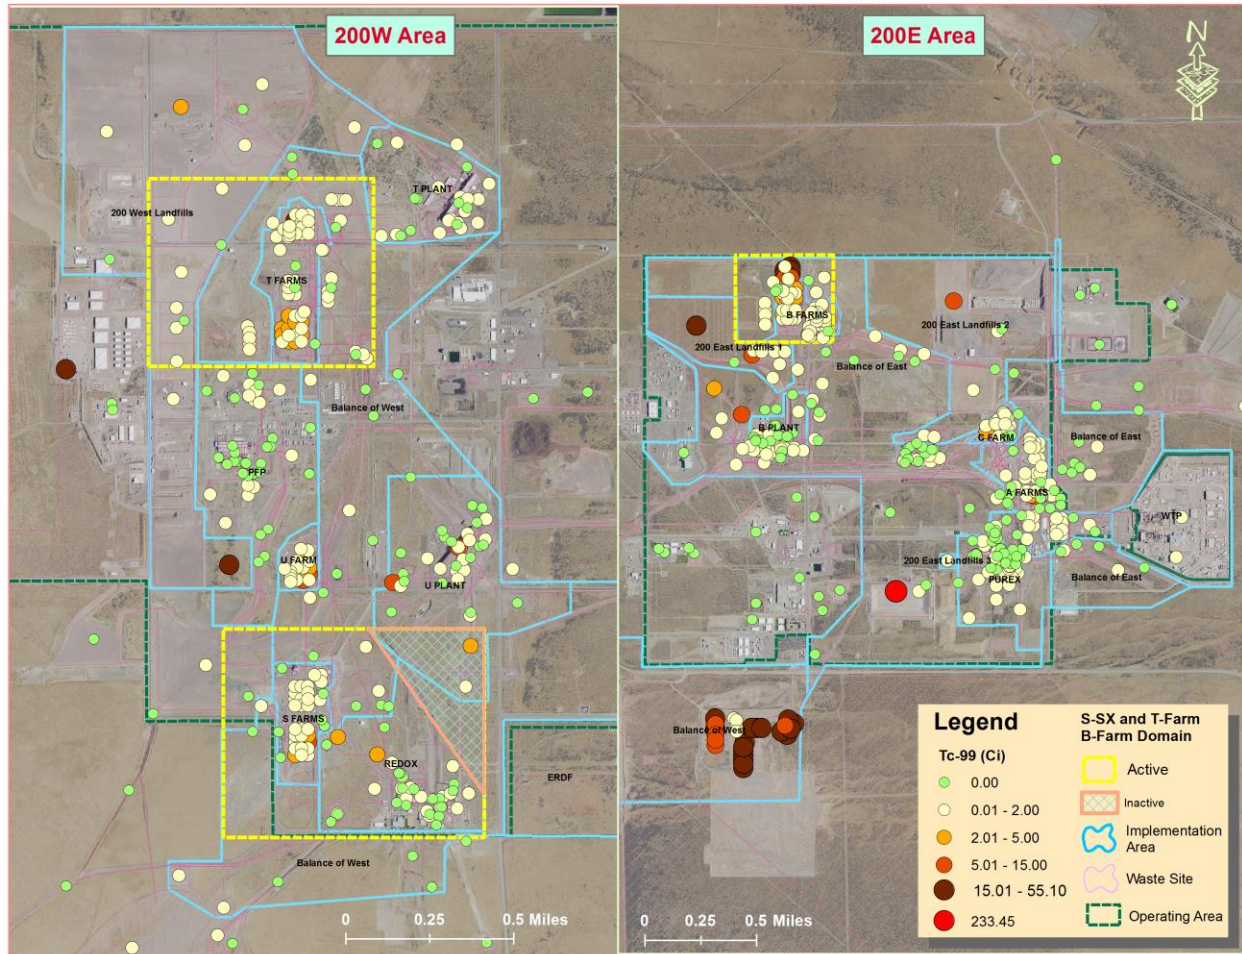 200W Area
200E Area
N
T PLANT
200 West Landfills
T FARMS
B FARMS
200 East Landfills 2
200 East Landfills 1
Balance of East
Balance of West
B PLANT
C FARM
Balance of East
PFP
A FARMS
WTP
U FARM
U PLANT
200 East Landfills 3
PUREX
Balance of East
S FARMS
REDOX
ERDF
Balance of West
Balance of West
0 0.25 0.5 Miles
0 0.25 0.5 Miles
Legend
Tc-99 (Ci)
0.00
0.01 - 2.00
2.01 - 5.00
5.01 - 15.00
15.01 - 55.10
233.45
S-SX and T-Farm
B-Farm Domain
Active
Inactive
Implementation
Area
Waste Site
Operating Area